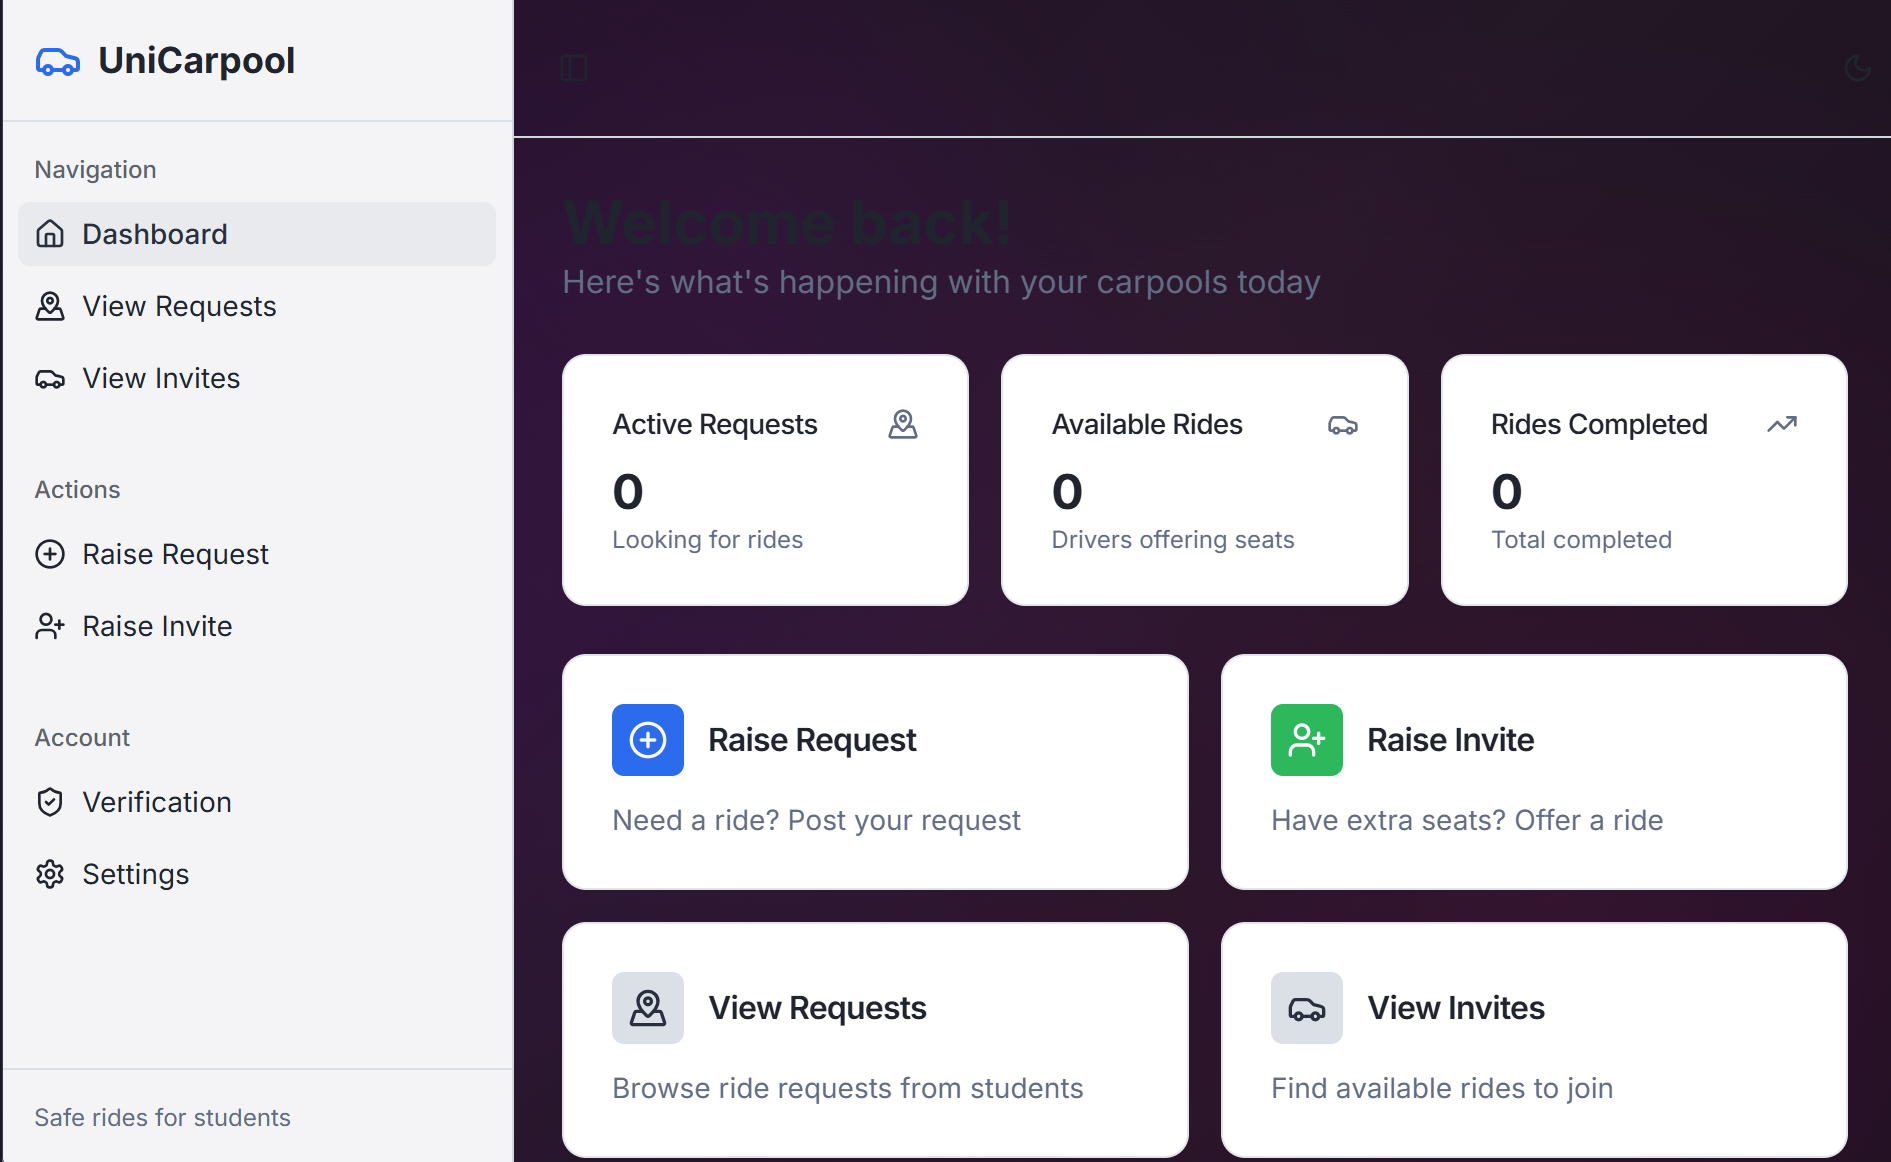 UniCarpool
Navigation
Dashboard
View Requests
View Invites
Actions
Raise Request
Raise Invite
Account
Verification
Settings
Safe rides for students
Welcome back!
Here's what's happening with your carpools today
Active Requests
0
Looking for rides
Available Rides
0
Drivers offering seats
Rides Completed
0
Total completed
Raise Request
Need a ride? Post your request
Raise Invite
Have extra seats? Offer a ride
View Requests
Browse ride requests from students
View Invites
Find available rides to join